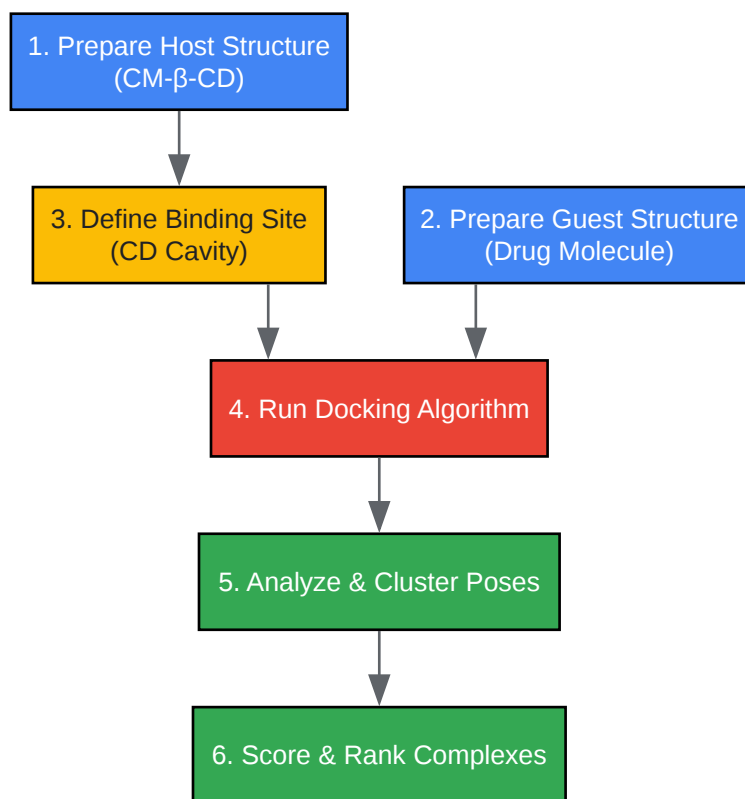 1. Prepare Host Structure
(CM-β-CD)
3. Define Binding Site
(CD Cavity)
2. Prepare Guest Structure
(Drug Molecule)
4. Run Docking Algorithm
5. Analyze & Cluster Poses
6. Score & Rank Complexes